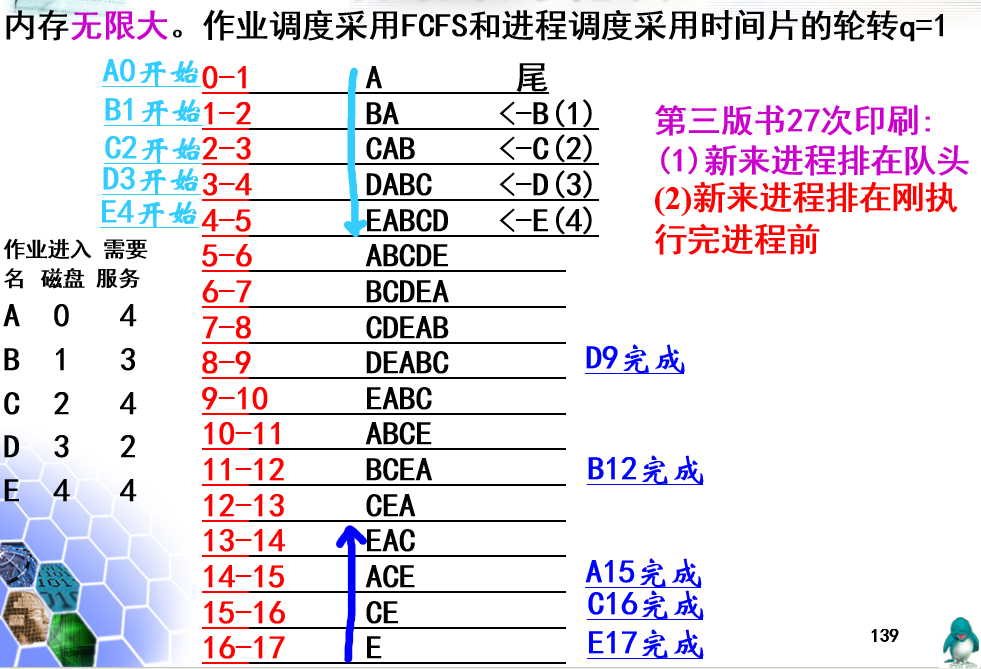 内存无限大。作业调度采用FCFS和进程调度采用时间片的轮转q=1
A0开始 0-1 A 尾
B1开始 1-2 BA <-B(1)
C2开始 2-3 CAB <-C(2)
D3开始 3-4 DABC <-D(3)
E4开始 4-5 EABCD <-E(4)
5-6 ABCDE
6-7 BCDEA
7-8 CDEAB
8-9 DEABC D9完成
9-10 EABC
10-11 ABCE
11-12 BCEA B12完成
12-13 CEA
13-14 EAC
14-15 ACE A15完成
15-16 CE C16完成
16-17 E E17完成
第三版书27次印刷:
(1)新来进程排在队头
(2)新来进程排在刚执
行完进程前
作业进入 需要
名 磁盘 服务
A 0 4
B 1 3
C 2 4
D 3 2
E 4 4
139